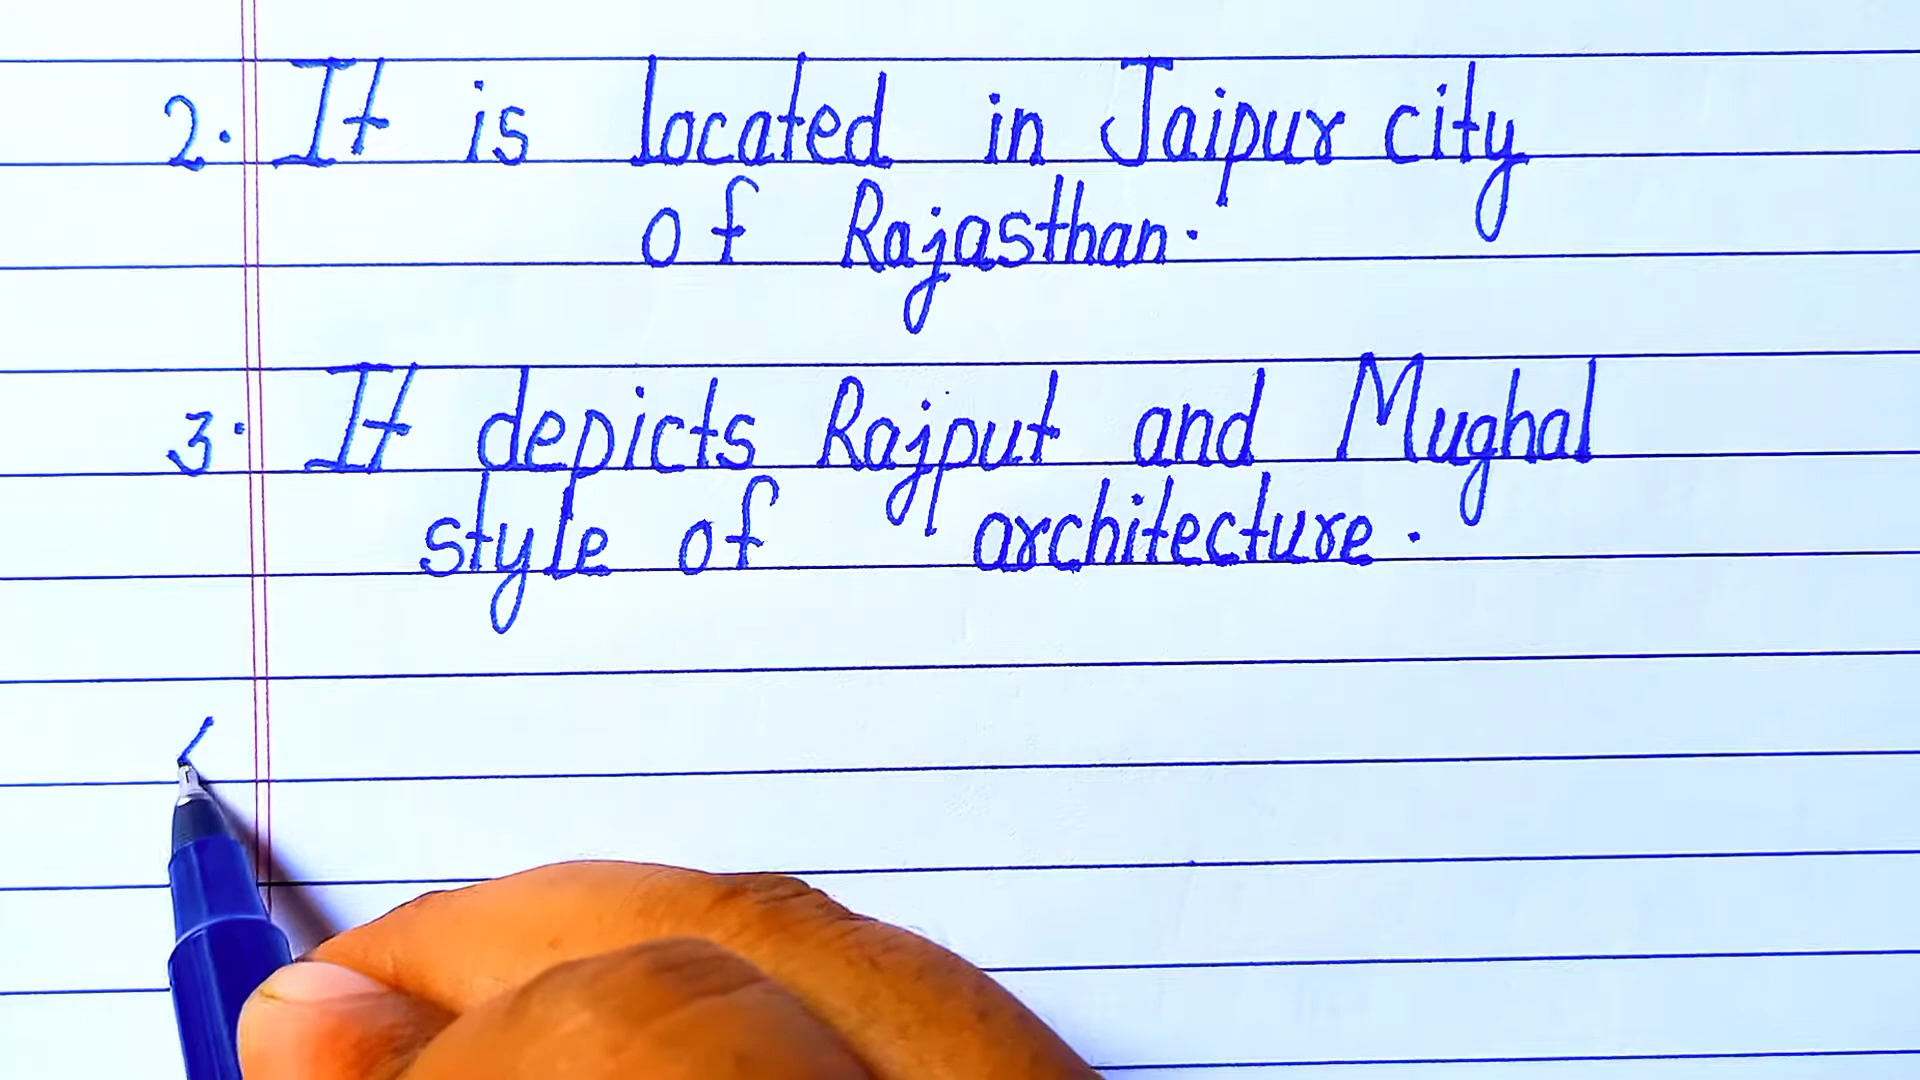 2. It is located in Jaipur city
of Rajasthan.
3. It depicts Rajput and Mughal
style of architecture.